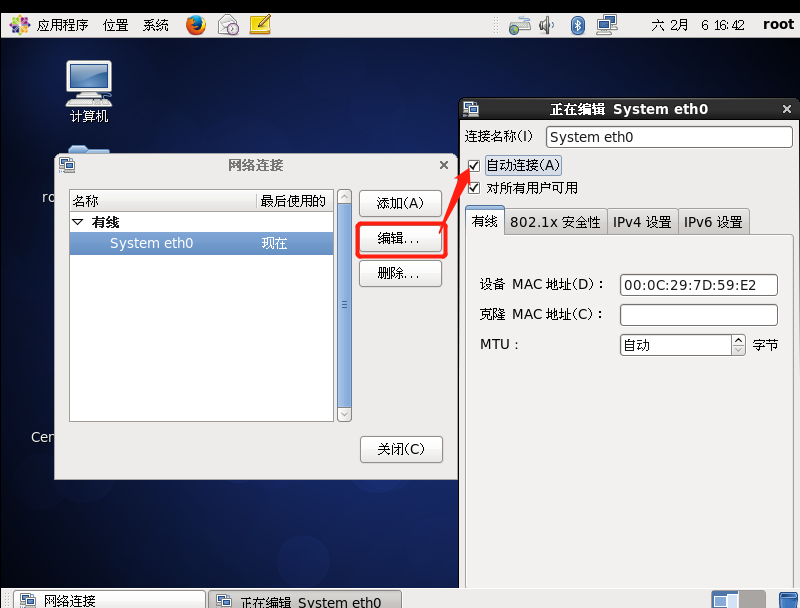 应用程序 位置 系统
六 2月 6 16:42 root
计算机
ro
Cen
网络连接
名称 最后使用的
有线
System eth0 现在
添加(A)
编辑...
删除...
关闭(C)
正在编辑 System eth0
连接名称(I) System eth0
自动连接(A)
对所有用户可用
有线 802.1x 安全性 IPv4 设置 IPv6 设置
设备 MAC 地址(D)： 00:0C:29:7D:59:E2
克隆 MAC 地址(C)：
MTU： 自动 字节
网络连接
正在编辑 System eth0